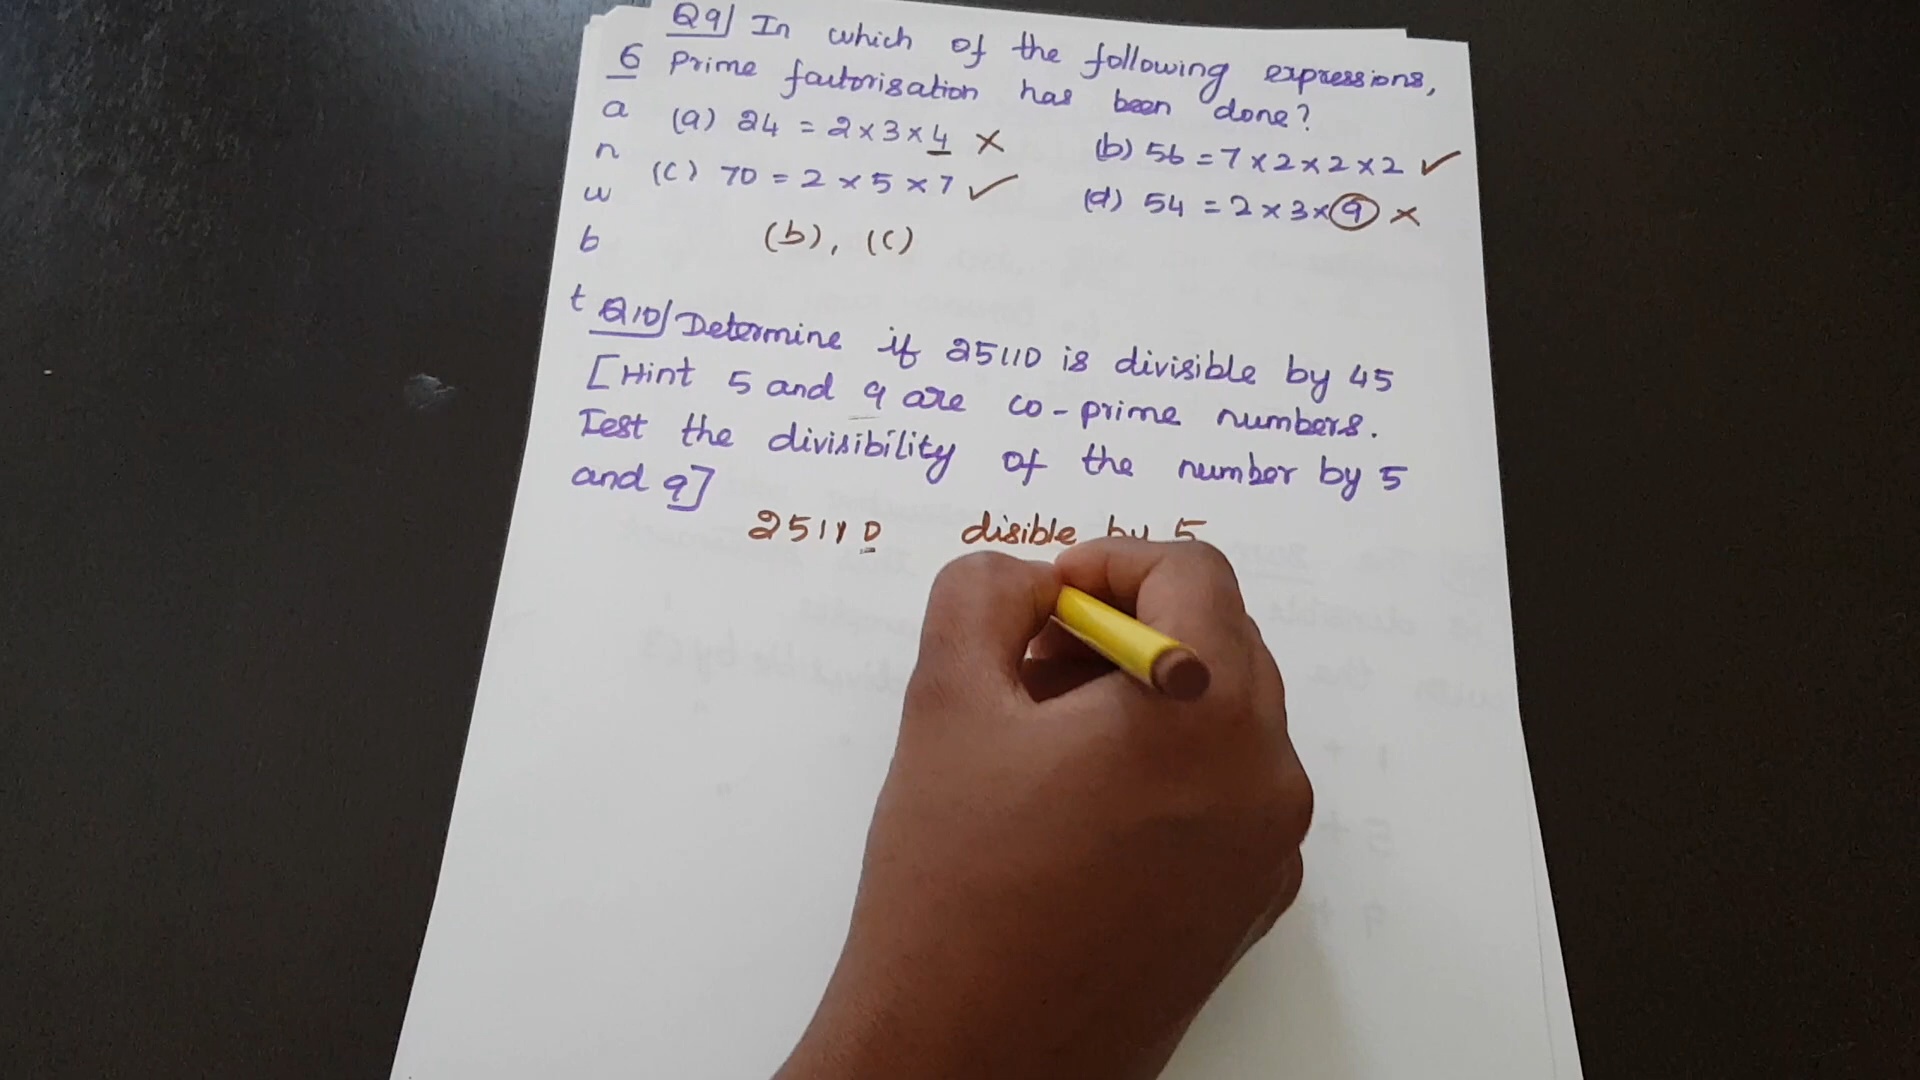 Q9) In which of the following expressions,
6 Prime factorisation has been done?
a (a) 24 = 2 x 3 x 4 ✗ (b) 56 = 7 x 2 x 2 x 2 ✓
n (c) 70 = 2 x 5 x 7 ✓ (d) 54 = 2 x 3 x 9 ✗
w
b (b), (c)
t Q10) Determine if 25110 is divisible by 45
[Hint 5 and 9 are co-prime numbers.
Test the divisibility of the number by 5
and 9]
25110 disible by 5